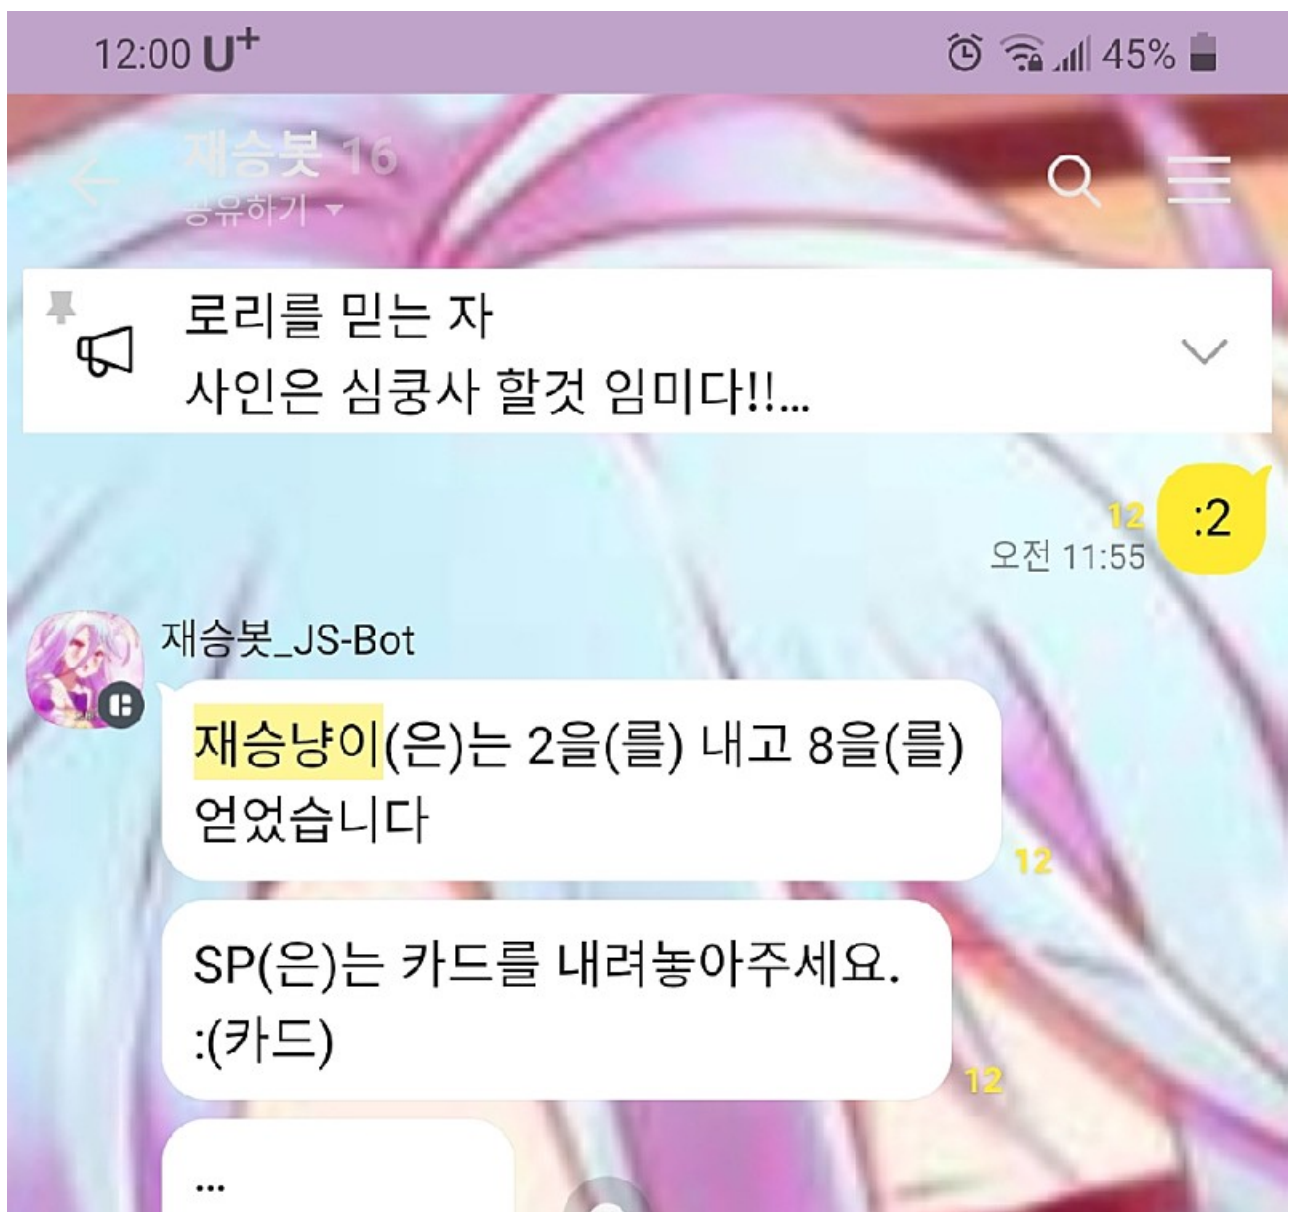 12:00 U+ 45%
재승봇 16
공유하기
로리를 믿는 자
사인은 심쿵사 할것 임미다!!...
:2
12
오전 11:55
재승봇_JS-Bot
재승냥이(은)는 2을(를) 내고 8을(를)
얻었습니다
12
SP(은)는 카드를 내려놓아주세요.
:(카드)
12
...